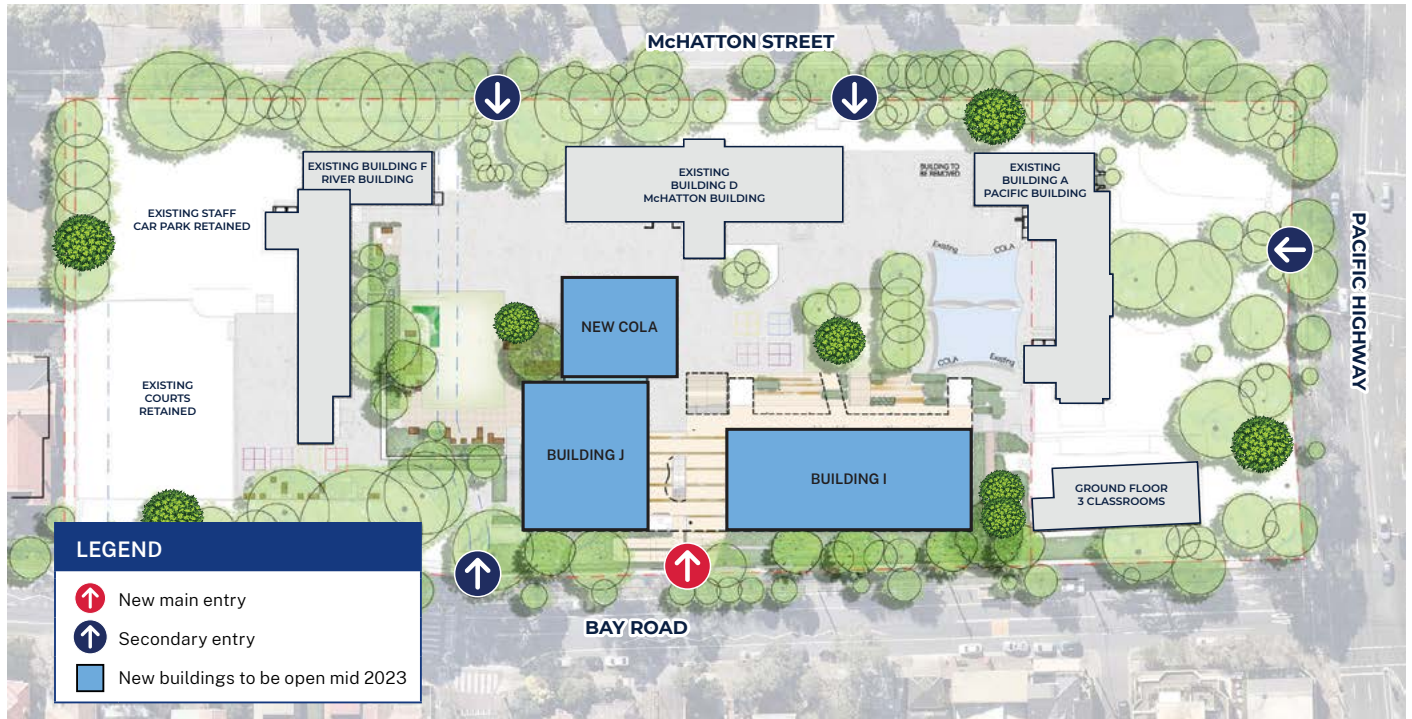 McHATTON STREET
EXISTING BUILDING F
RIVER BUILDING
EXISTING
BUILDING D
McHATTON BUILDING
BUILDING TO
BE REMOVED
EXISTING
BUILDING A
PACIFIC BUILDING
EXISTING STAFF
CAR PARK RETAINED
PACIFIC HIGHWAY
Existing
COLA
NEW COLA
COLA
Existing
EXISTING
COURTS
RETAINED
BUILDING J
BUILDING I
GROUND FLOOR
3 CLASSROOMS
LEGEND
New main entry
Secondary entry
New buildings to be open mid 2023
BAY ROAD